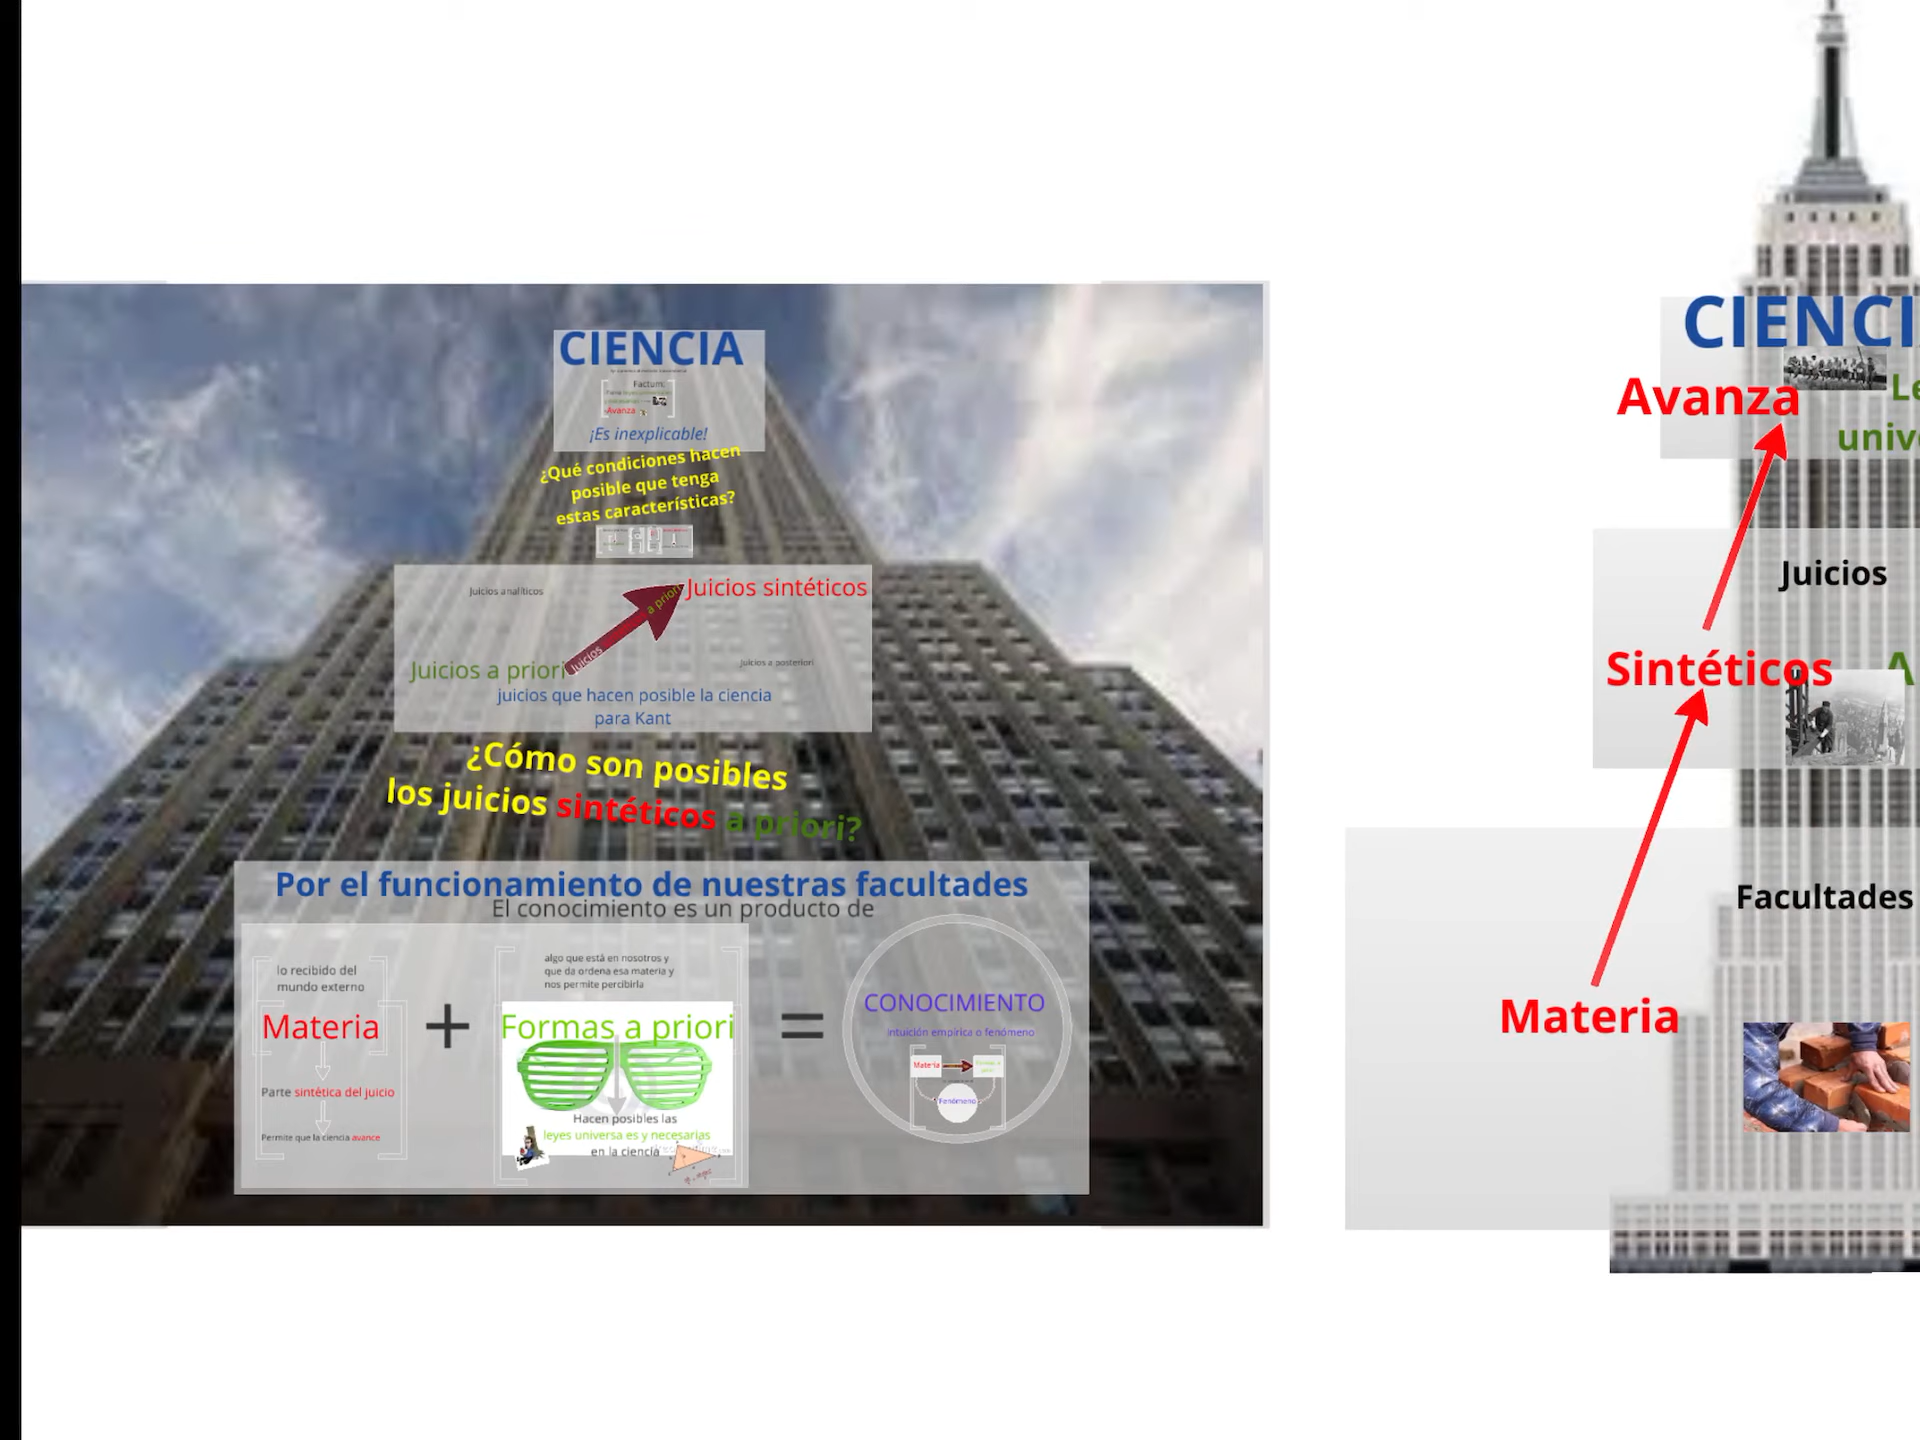 CIENCIA
Factum:
Avanza
¡Es inexplicable!
¿Qué condiciones hacen
posible que tenga
estas características?
Juicios analíticos
Juicios sintéticos
Juicios a priori
Juicios
a priori
Juicios a posteriori
juicios que hacen posible la ciencia
para Kant
¿Cómo son posibles
los juicios sintéticos a priori?
Por el funcionamiento de nuestras facultades
El conocimiento es un producto de
lo recibido del
mundo externo
Materia
Parte sintética del juicio
Permite que la ciencia avance
+
algo que está en nosotros y
que da ordena esa materia y
nos permite percibirla
Formas a priori
Hacen posibles las
leyes universa es y necesarias
en la ciencia
=
CONOCIMIENTO
intuición empírica o fenómeno
Materia
Fenómeno
CIENCI
Avanza
Le
unive
Juicios
Sintéticos
A
Facultades
Materia